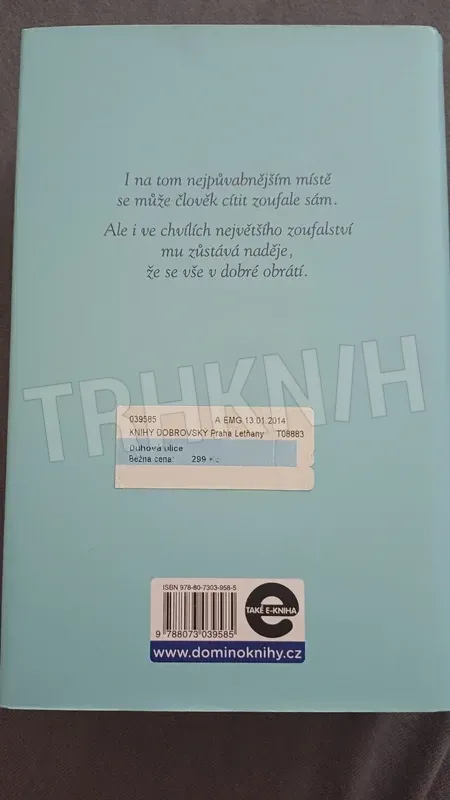 I na tom nejpůvabnějším místě
se může člověk cítit zoufale sám.
Ale i ve chvílích největšího zoufalství
mu zůstává naděje,
že se vše v dobré obrátí.
TRHKNIH
039585 A EMG 13.01.2014
KNIHY DOBROVSKÝ Praha Letňany T08883
Duhová ulice
Běžná cena: 299 Kč
ISBN 978-80-7303-958-5
TAKÉ E-KNIHA
9 788073 039585
www.dominoknihy.cz